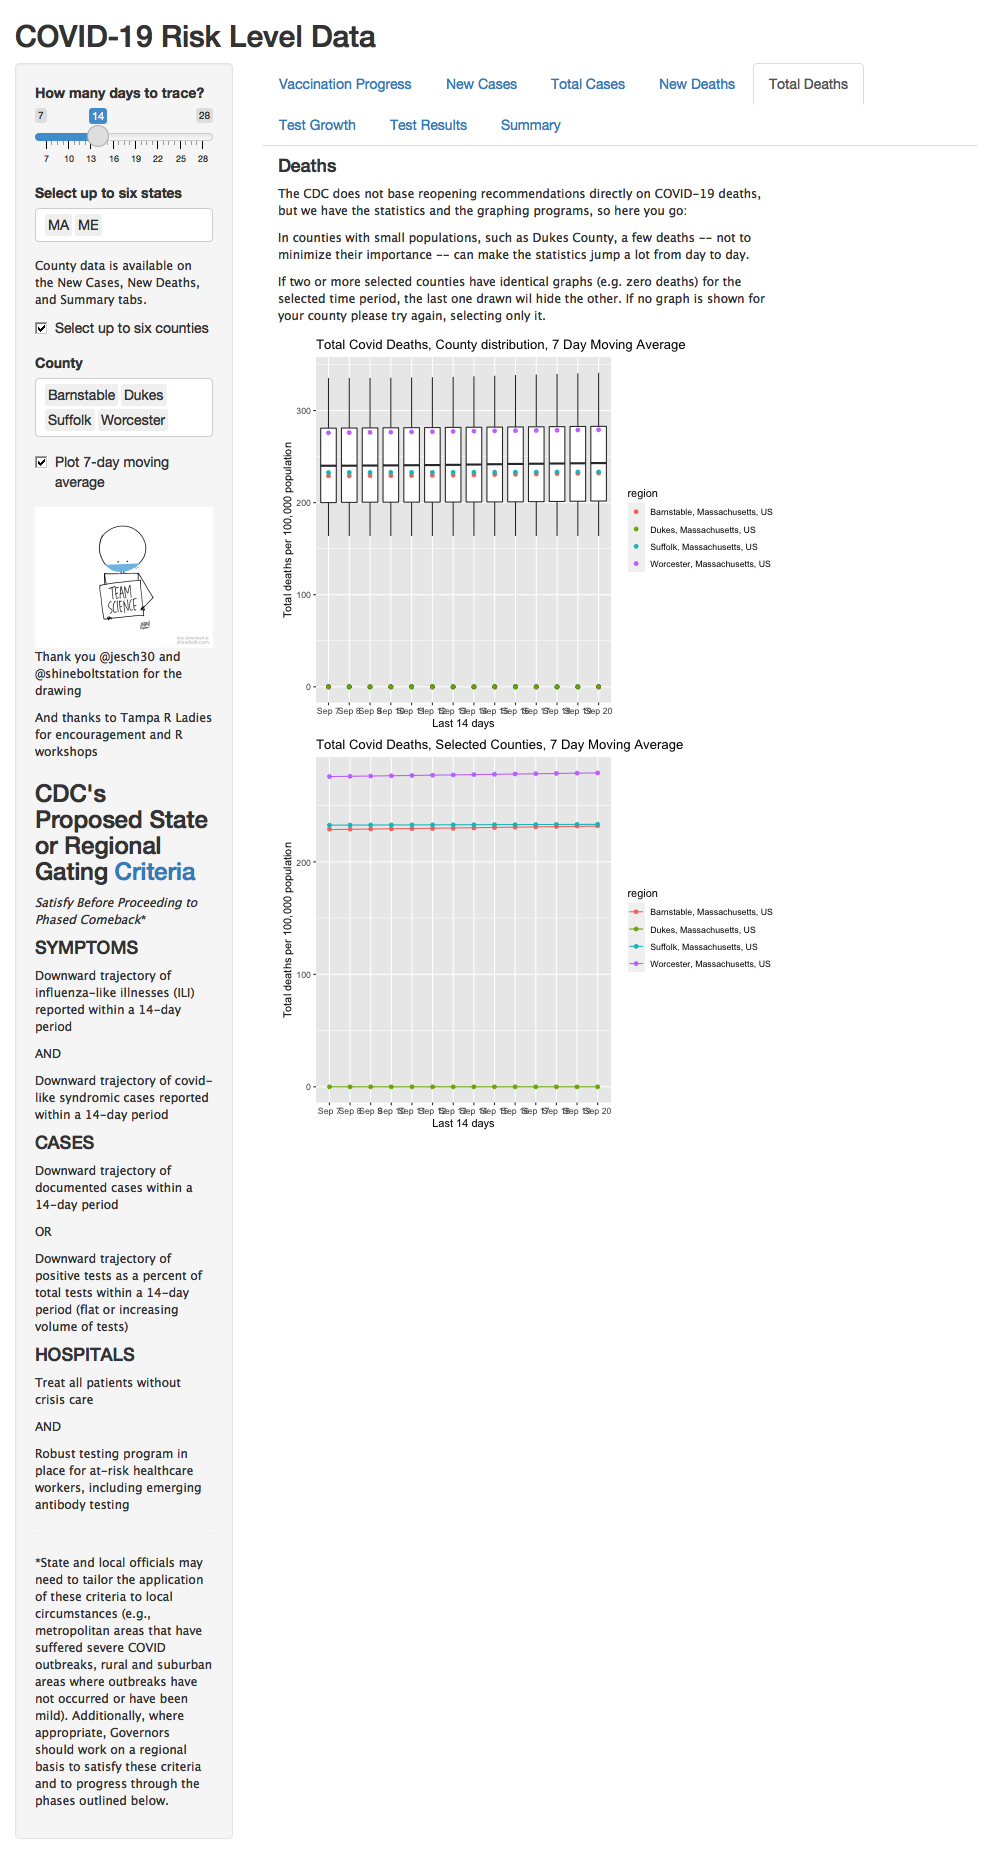 COVID-19 Risk Level Data
How many days to trace?
7
14
28
7 10 13 16 19 22 25 28
Select up to six states
MA ME
County data is available on
the New Cases, New Deaths,
and Summary tabs.
Select up to six counties
County
Barnstable Dukes
Suffolk Worcester
Plot 7-day moving
average
TEAM
SCIENCE
Thank you @jesch30 and
@shineboltstation for the
drawing
And thanks to Tampa R Ladies
for encouragement and R
workshops
CDC's
Proposed State
or Regional
Gating Criteria
Satisfy Before Proceeding to
Phased Comeback*
SYMPTOMS
Downward trajectory of
influenza-like illnesses (ILI)
reported within a 14-day
period
AND
Downward trajectory of covid-
like syndromic cases reported
within a 14-day period
CASES
Downward trajectory of
documented cases within a
14-day period
OR
Downward trajectory of
positive tests as a percent of
total tests within a 14-day
period (flat or increasing
volume of tests)
HOSPITALS
Treat all patients without
crisis care
AND
Robust testing program in
place for at-risk healthcare
workers, including emerging
antibody testing
*State and local officials may
need to tailor the application
of these criteria to local
circumstances (e.g.,
metropolitan areas that have
suffered severe COVID
outbreaks, rural and suburban
areas where outbreaks have
not occurred or have been
mild). Additionally, where
appropriate, Governors
should work on a regional
basis to satisfy these criteria
and to progress through the
phases outlined below.
Vaccination Progress New Cases Total Cases New Deaths Total Deaths
Test Growth Test Results Summary
Deaths
The CDC does not base reopening recommendations directly on COVID-19 deaths,
but we have the statistics and the graphing programs, so here you go:
In counties with small populations, such as Dukes County, a few deaths -- not to
minimize their importance -- can make the statistics jump a lot from day to day.
If two or more selected counties have identical graphs (e.g. zero deaths) for the
selected time period, the last one drawn wil hide the other. If no graph is shown for
your county please try again, selecting only it.
Total Covid Deaths, County distribution, 7 Day Moving Average
Total deaths per 100,000 population
300
200
100
0
Sep 7 Sep 8 Sep 9 Sep 10 Sep 11 Sep 12 Sep 13 Sep 14 Sep 15 Sep 16 Sep 17 Sep 18 Sep 19 Sep 20
Last 14 days
region
Barnstable, Massachusetts, US
Dukes, Massachusetts, US
Suffolk, Massachusetts, US
Worcester, Massachusetts, US
Total Covid Deaths, Selected Counties, 7 Day Moving Average
Total deaths per 100,000 population
200
100
0
Sep 7 Sep 8 Sep 9 Sep 10 Sep 11 Sep 12 Sep 13 Sep 14 Sep 15 Sep 16 Sep 17 Sep 18 Sep 19 Sep 20
Last 14 days
region
Barnstable, Massachusetts, US
Dukes, Massachusetts, US
Suffolk, Massachusetts, US
Worcester, Massachusetts, US